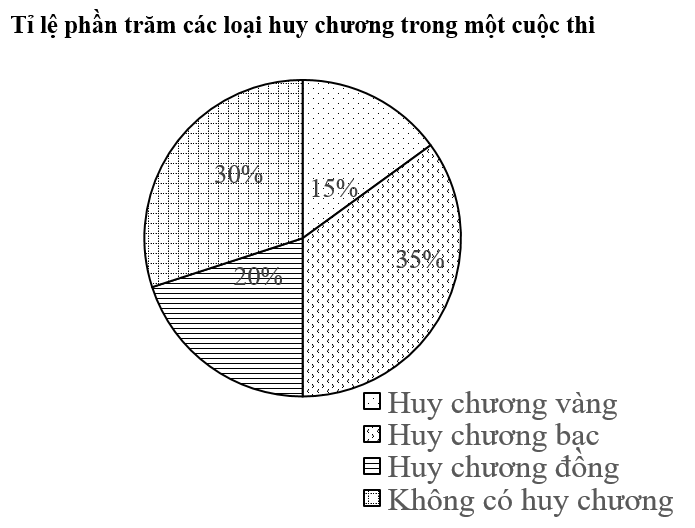 Tỉ lệ phần trăm các loại huy chương trong một cuộc thi
30%
15%
35%
20%
Huy chương vàng
Huy chương bạc
Huy chương đồng
Không có huy chương